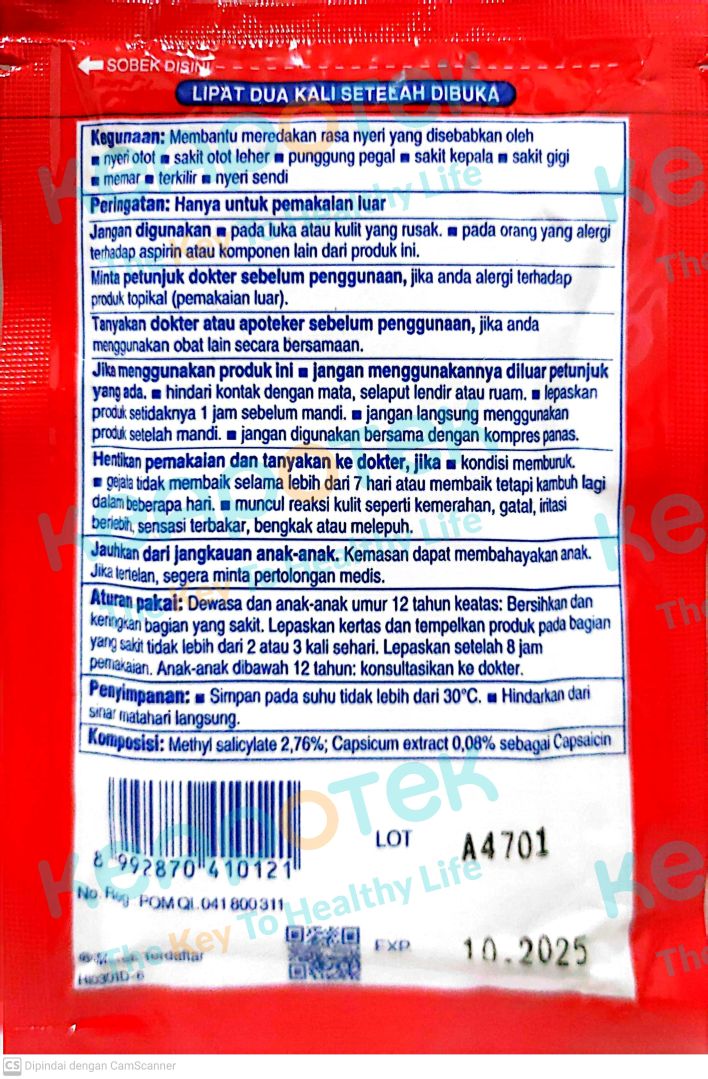 SOBEK DISINI
LIPAT DUA KALI SETELAH DIBUKA
Kegunaan: Membantu meredakan rasa nyeri yang disebabkan oleh
■ nyeri otot ■ sakit otot leher ■ punggung pegal ■ sakit kepala ■ sakit gigi
■ memar ■ terkilir ■ nyeri sendi
Peringatan: Hanya untuk pemakaian luar
Jangan digunakan ■ pada luka atau kulit yang rusak. ■ pada orang yang alergi
terhadap aspirin atau komponen lain dari produk ini.
Minta petunjuk dokter sebelum penggunaan, jika anda alergi terhadap
produk topikal (pemakaian luar).
Tanyakan dokter atau apoteker sebelum penggunaan, jika anda
menggunakan obat lain secara bersamaan.
Jika menggunakan produk ini ■ jangan menggunakannya diluar petunjuk
yang ada. ■ hindari kontak dengan mata, selaput lendir atau ruam. ■ lepaskan
produk setidaknya 1 jam sebelum mandi. ■ jangan langsung menggunakan
produk setelah mandi. ■ jangan digunakan bersama dengan kompres panas.
Hentikan pemakaian dan tanyakan ke dokter, jika ■ kondisi memburuk.
■ gejala tidak membaik selama lebih dari 7 hari atau membaik tetapi kambuh lagi
dalam beberapa hari. ■ muncul reaksi kulit seperti kemerahan, gatal, iritasi
berlebih, sensasi terbakar, bengkak atau melepuh.
Jauhkan dari jangkauan anak-anak. Kemasan dapat membahayakan anak.
Jika tertelan, segera minta pertolongan medis.
Aturan pakai: Dewasa dan anak-anak umur 12 tahun keatas: Bersihkan dan
keringkan bagian yang sakit. Lepaskan kertas dan tempelkan produk pada bagian
yang sakit tidak lebih dari 2 atau 3 kali sehari. Lepaskan setelah 8 jam
pemakaian. Anak-anak dibawah 12 tahun: konsultasikan ke dokter.
Penyimpanan: ■ Simpan pada suhu tidak lebih dari 30°C. ■ Hindarkan dari
sinar matahari langsung.
Komposisi: Methyl salicylate 2,76%; Capsicum extract 0,08% sebagai Capsaicin
8 992870 410121
LOT A4701
No. Reg. POM QL 041 800 311
Terdaftar
EXP 10.2025
KenноTek
The Key To Healthy Life
CS Dipindai dengan CamScanner